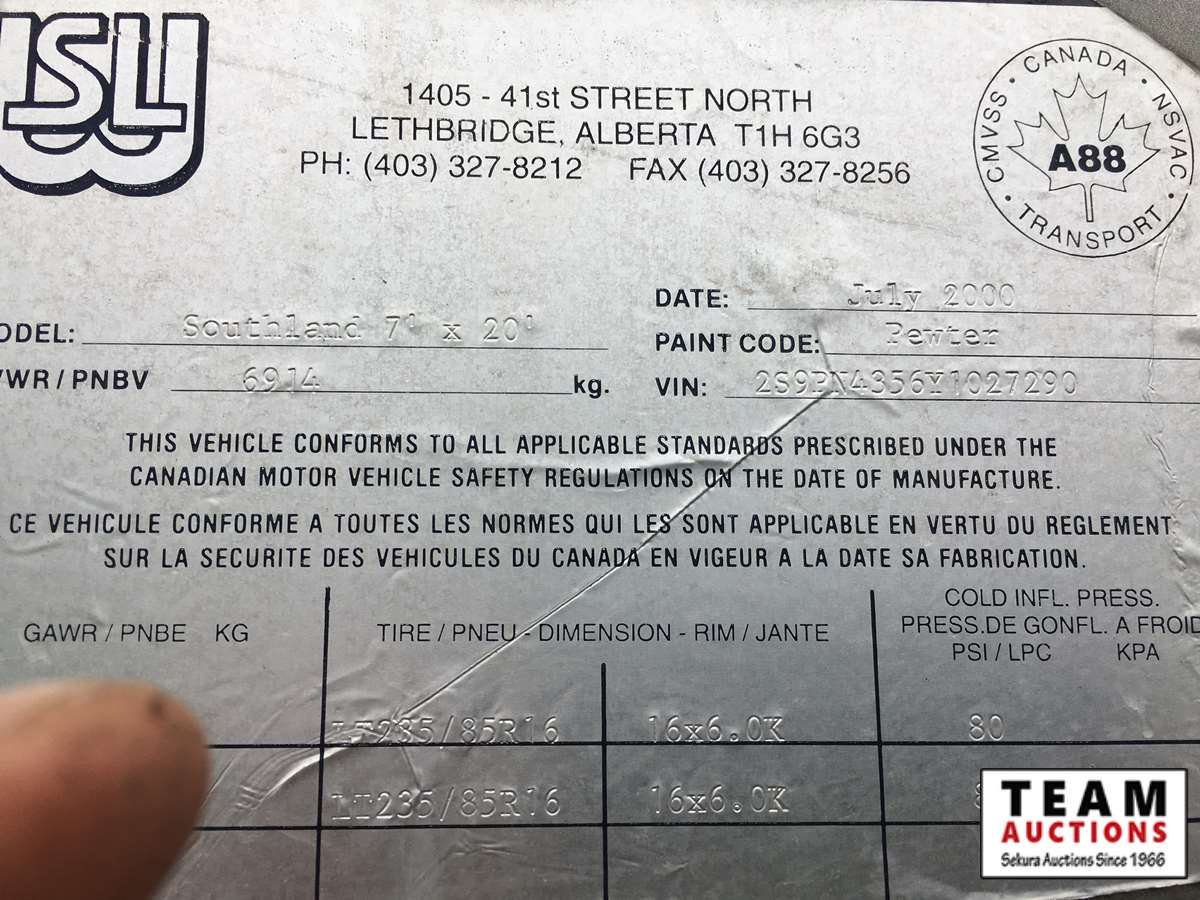 1405 - 41st STREET NORTH
LETHBRIDGE, ALBERTA T1H 6G3
PH: (403) 327-8212 FAX (403) 327-8256
CMVSS · CANADA · NSVAC · TRANSPORT ·
A88
DATE: July 2000
ODEL: Southland 7' x 20'
PAINT CODE: Pewter
VWR / PNBV 6914 kg.
VIN: 2S9PN4356Y1027290
THIS VEHICLE CONFORMS TO ALL APPLICABLE STANDARDS PRESCRIBED UNDER THE
CANADIAN MOTOR VEHICLE SAFETY REGULATIONS ON THE DATE OF MANUFACTURE.
CE VEHICULE CONFORME A TOUTES LES NORMES QUI LES SONT APPLICABLE EN VERTU DU REGLEMENT
SUR LA SECURITE DES VEHICULES DU CANADA EN VIGEUR A LA DATE SA FABRICATION.
GAWR / PNBE KG
TIRE / PNEU - DIMENSION - RIM / JANTE
COLD INFL. PRESS.
PRESS.DE GONFL. A FROID
PSI / LPC KPA
LT235/85R16 16x6.0K 80
LT235/85R16 16x6.0K
TEAM
AUCTIONS
Sekura Auctions Since 1966